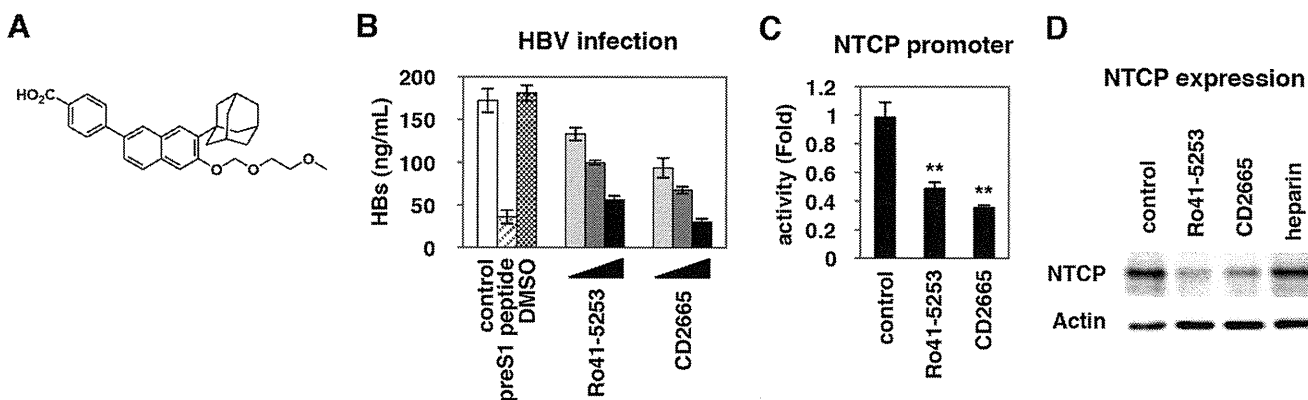 A
HO2C
O
O
O
B
HBV infection
HBs (ng/mL)
200
150
100
50
0
control
preS1 peptide
DMSO
Ro41-5253
CD2665
C
NTCP promoter
activity (Fold)
1.2
1
0.8
0.6
0.4
0.2
0
**
**
control
Ro41-5253
CD2665
D
NTCP expression
control
Ro41-5253
CD2665
heparin
NTCP
Actin